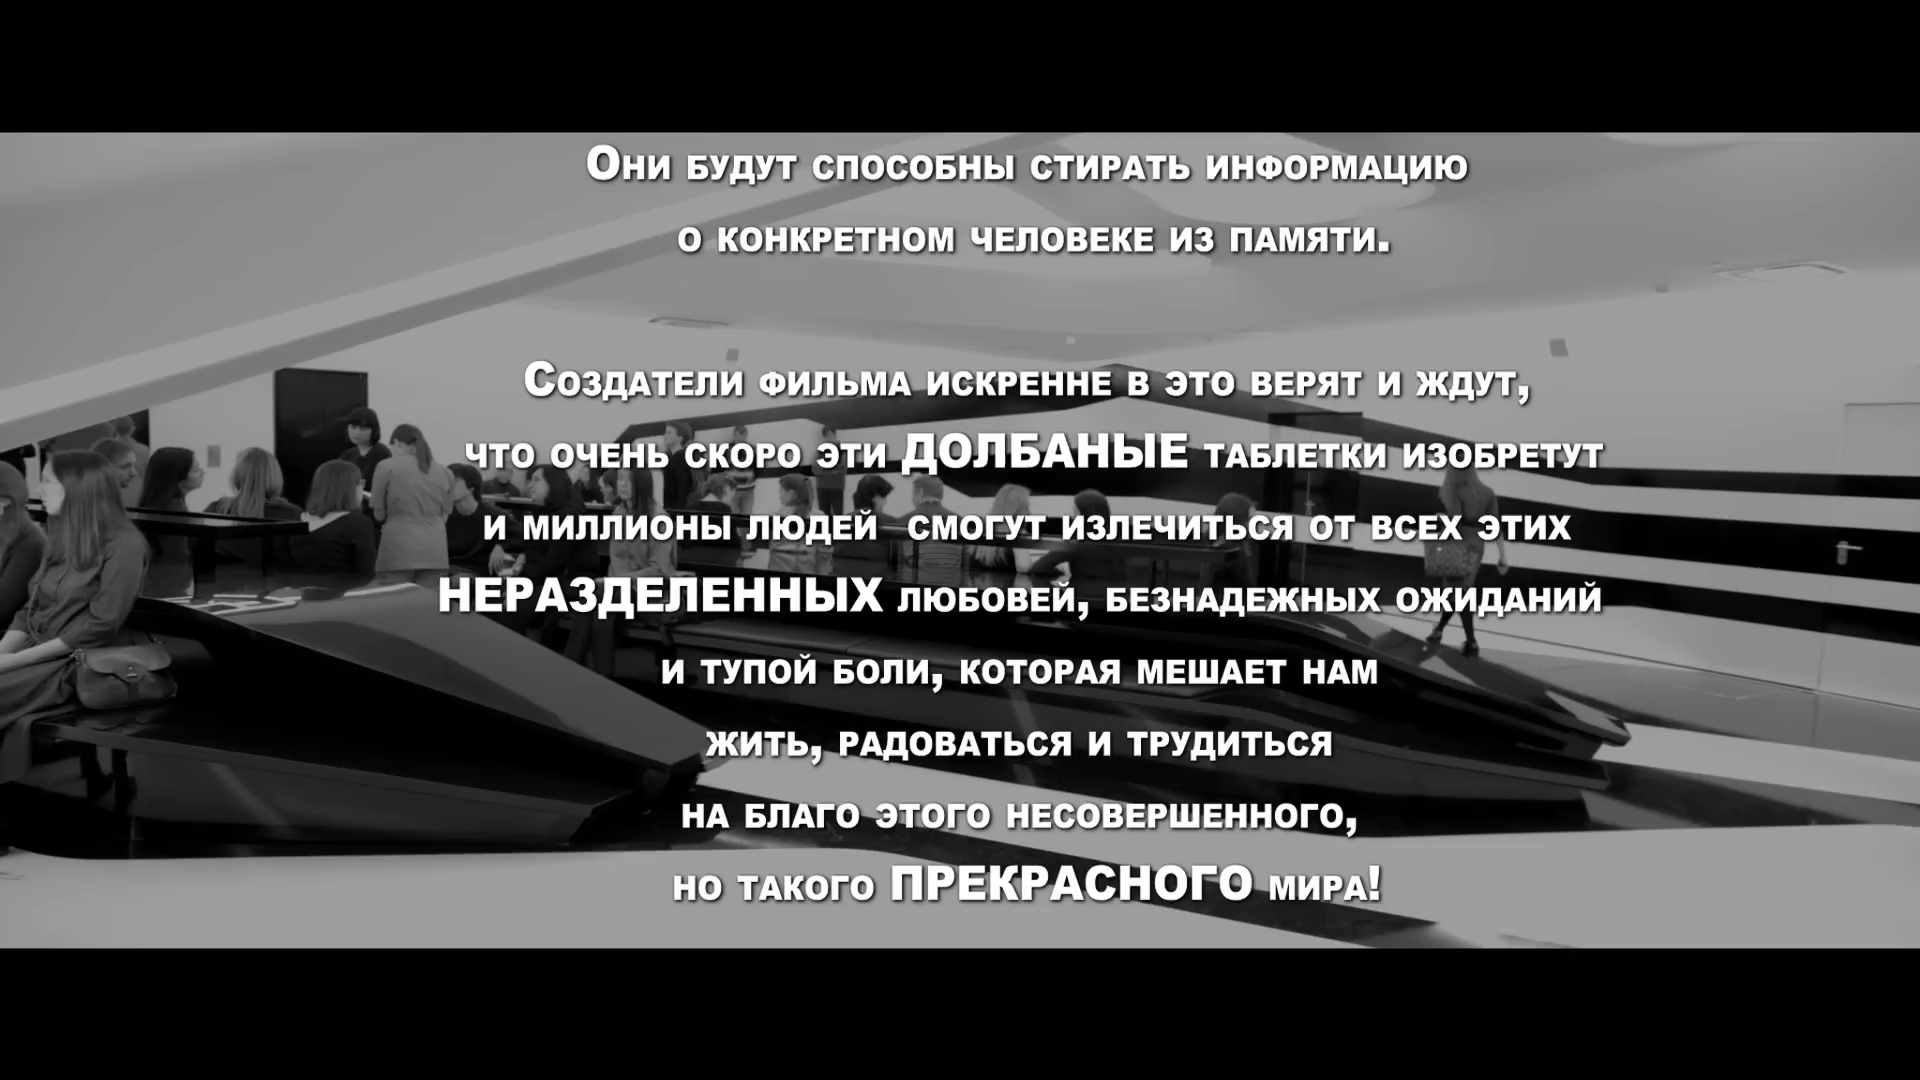 Они будут способны стирать информацию
о конкретном человеке из памяти.
Создатели фильма искренне в это верят и ждут,
что очень скоро эти ДОЛБАНЫЕ таблетки изобретут
и миллионы людей смогут излечиться от всех этих
НЕРАЗДЕЛЕННЫХ любовей, безнадежных ожиданий
и тупой боли, которая мешает нам
жить, радоваться и трудиться
на благо этого несовершенного,
но такого ПРЕКРАСНОГО мира!